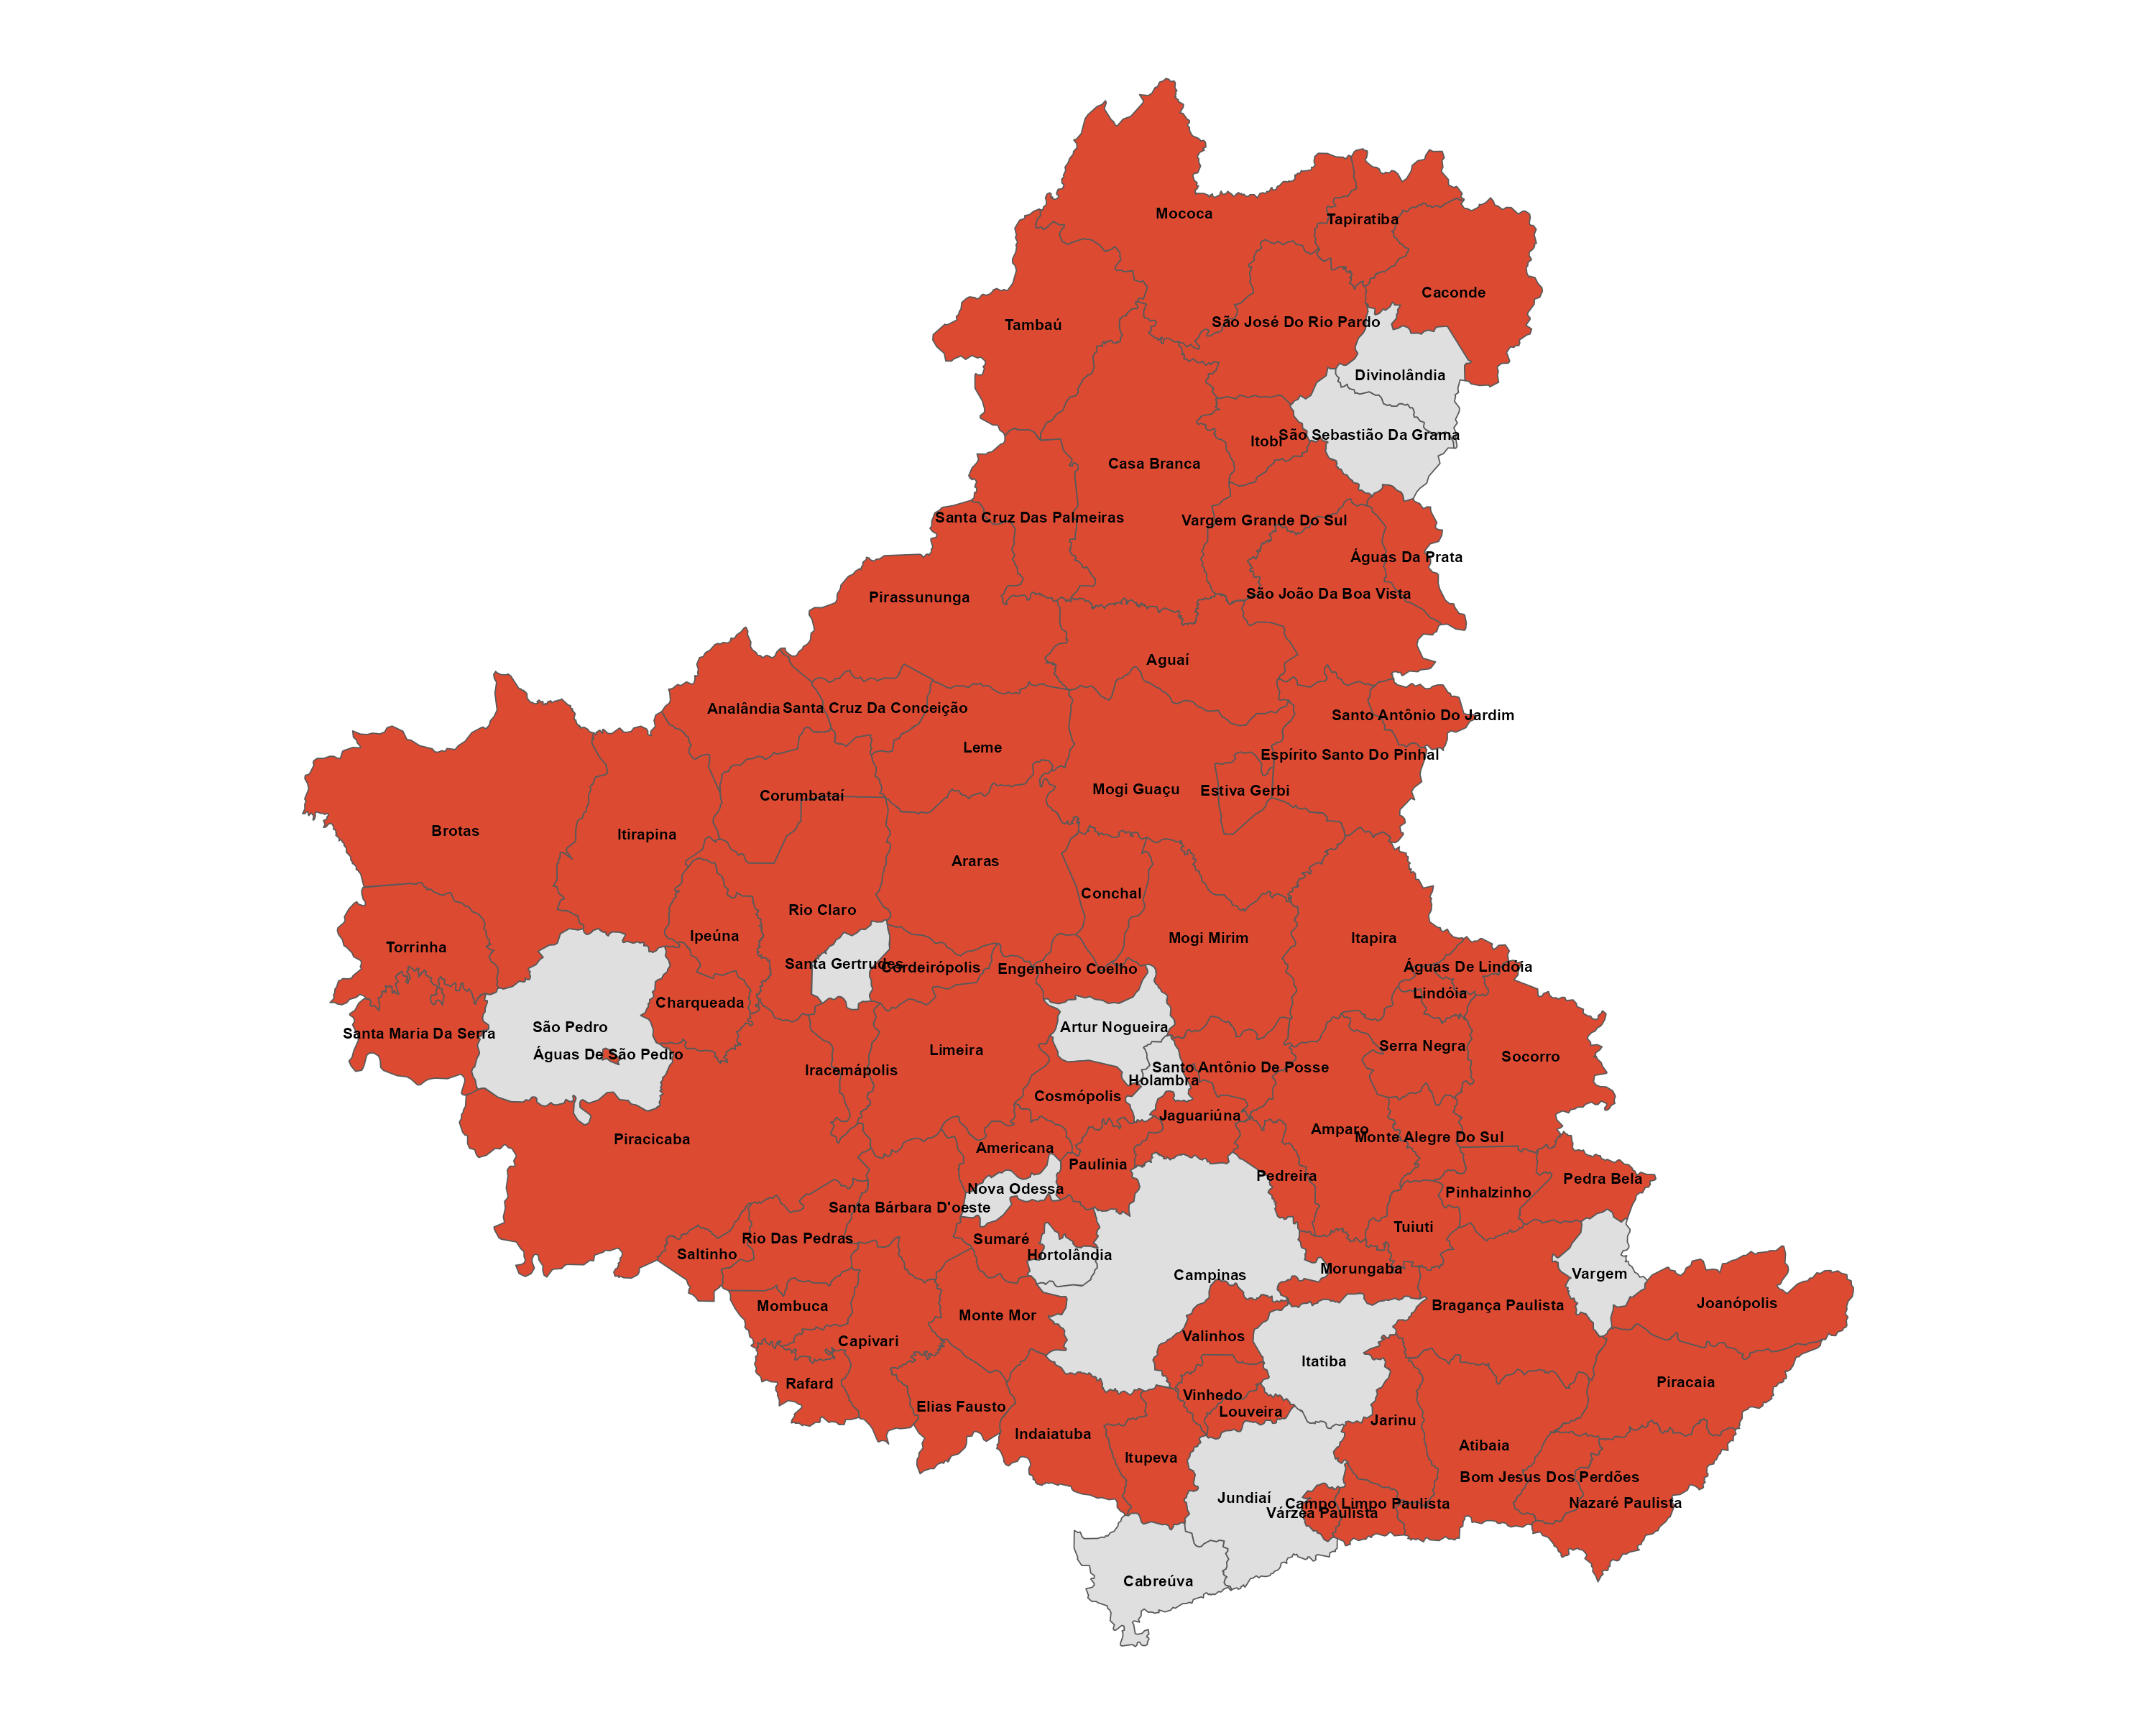 Mococa
Tapiratiba
Caconde
São José Do Rio Pardo
Tambaú
Divinolândia
São Sebastião Da Grama
Itobi
Casa Branca
Santa Cruz Das Palmeiras
Vargem Grande Do Sul
Águas Da Prata
São João Da Boa Vista
Pirassununga
Aguaí
Analândia
Santa Cruz Da Conceição
Santo Antônio Do Jardim
Leme
Espírito Santo Do Pinhal
Mogi Guaçu
Estiva Gerbi
Corumbataí
Brotas
Itirapina
Araras
Conchal
Rio Claro
Ipeúna
Mogi Mirim
Itapira
Torrinha
Santa Gertrudes
Cordeirópolis
Engenheiro Coelho
Águas De Lindóia
Lindóia
Charqueada
São Pedro
Artur Nogueira
Santa Maria Da Serra
Serra Negra
Limeira
Águas De São Pedro
Socorro
Iracemápolis
Santo Antônio De Posse
Holambra
Cosmópolis
Jaguariúna
Amparo
Monte Alegre Do Sul
Piracicaba
Americana
Paulínia
Pedreira
Pedra Bela
Nova Odessa
Pinhalzinho
Santa Bárbara D'oeste
Tuiuti
Rio Das Pedras
Sumaré
Saltinho
Hortolândia
Morungaba
Campinas
Vargem
Mombuca
Bragança Paulista
Joanópolis
Monte Mor
Capivari
Valinhos
Itatiba
Rafard
Piracaia
Vinhedo
Elias Fausto
Louveira
Jarinu
Indaiatuba
Atibaia
Itupeva
Bom Jesus Dos Perdões
Jundiaí
Campo Limpo Paulista
Nazaré Paulista
Várzea Paulista
Cabreúva